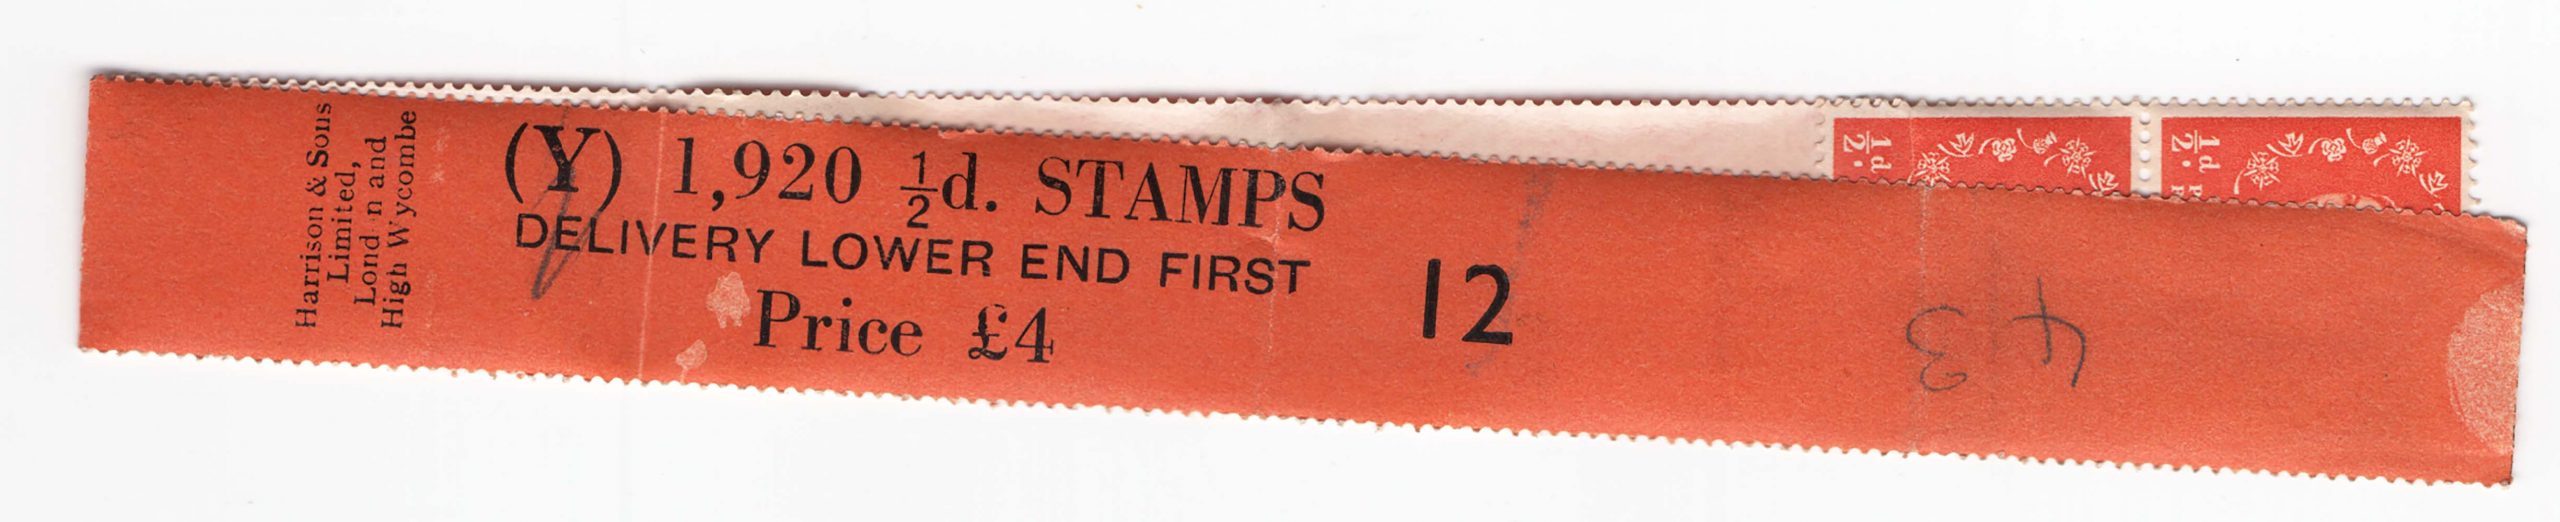 Harrison & Sons
Limited,
Lond n and
High Wycombe
(Y) 1,920 ½d. STAMPS
DELIVERY LOWER END FIRST
Price £4
12
43
½d
½d